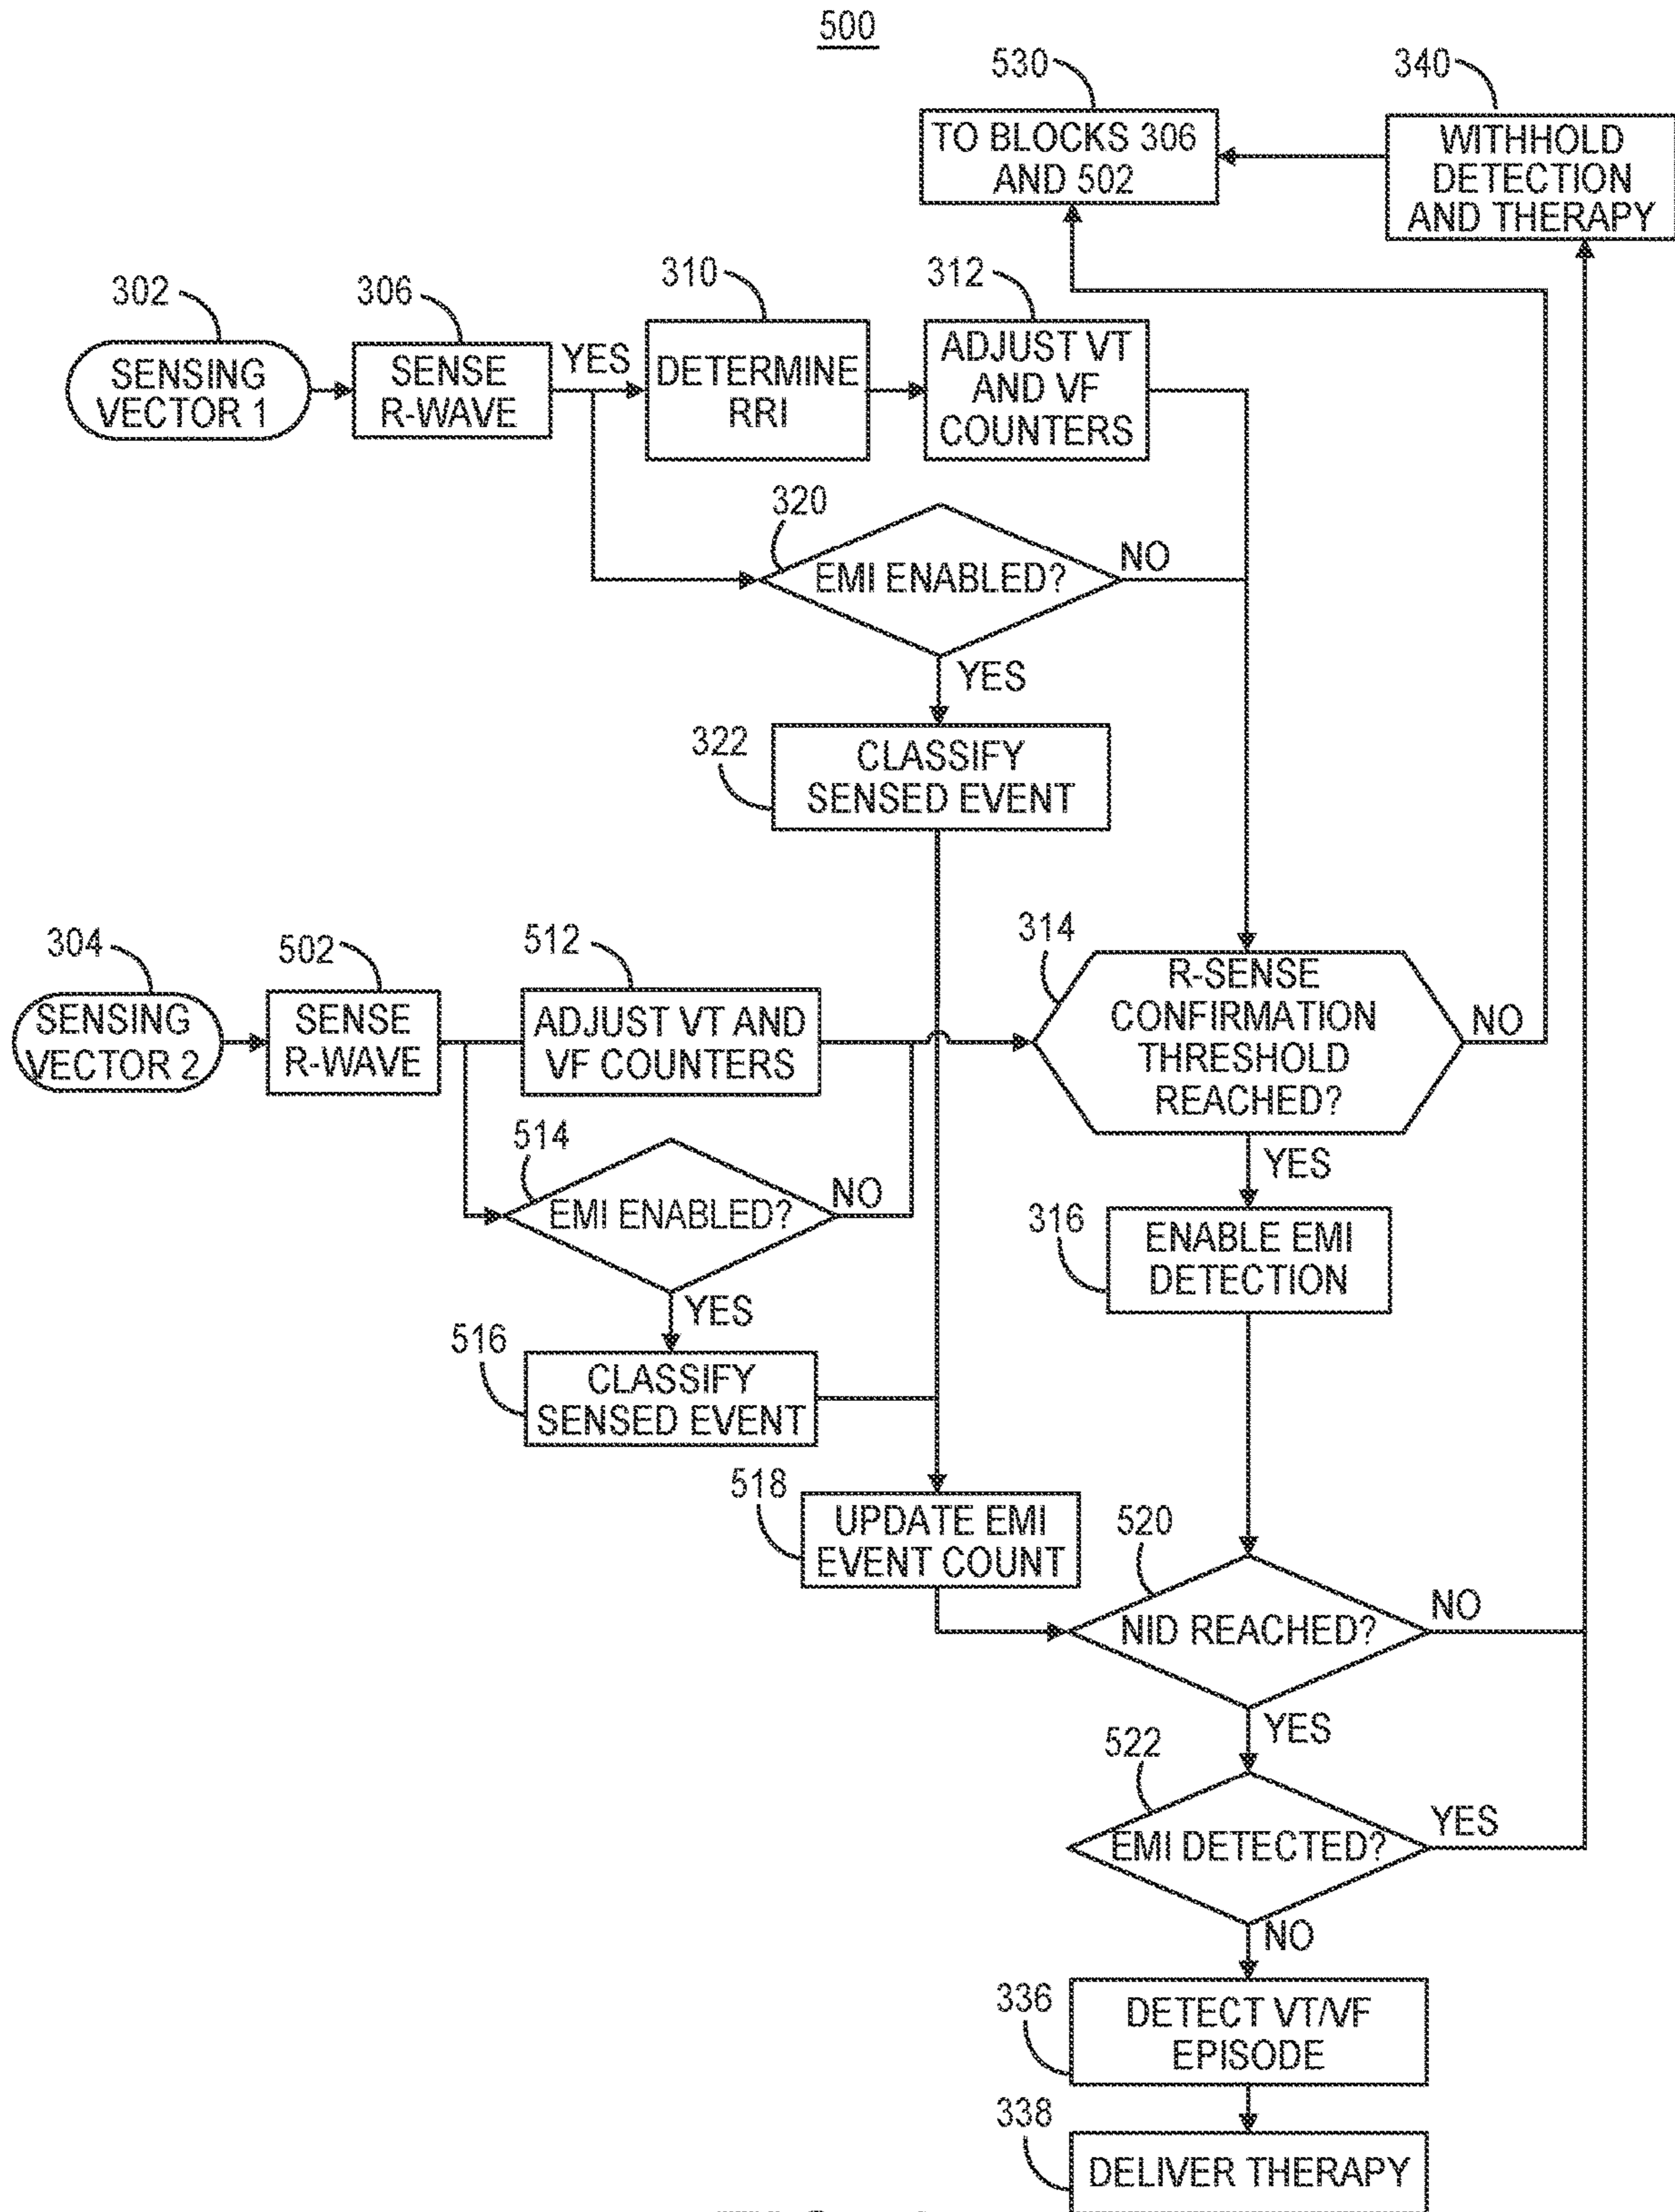 500
530
340
TO BLOCKS 306
AND 502
WITHHOLD
DETECTION
AND THERAPY
302
306
310
312
SENSING
VECTOR 1
SENSE
R-WAVE
YES
DETERMINE
RRI
ADJUST VT
AND VF
COUNTERS
320
EMI ENABLED?
NO
YES
322
CLASSIFY
SENSED EVENT
304
502
512
314
SENSING
VECTOR 2
SENSE
R-WAVE
ADJUST VT AND
VF COUNTERS
R-SENSE
CONFIRMATION
THRESHOLD
REACHED?
NO
YES
514
EMI ENABLED?
NO
YES
316
ENABLE EMI
DETECTION
516
CLASSIFY
SENSED EVENT
518
UPDATE EMI
EVENT COUNT
520
NID REACHED?
NO
YES
522
EMI DETECTED?
YES
NO
336
DETECT VT/VF
EPISODE
338
DELIVER THERAPY